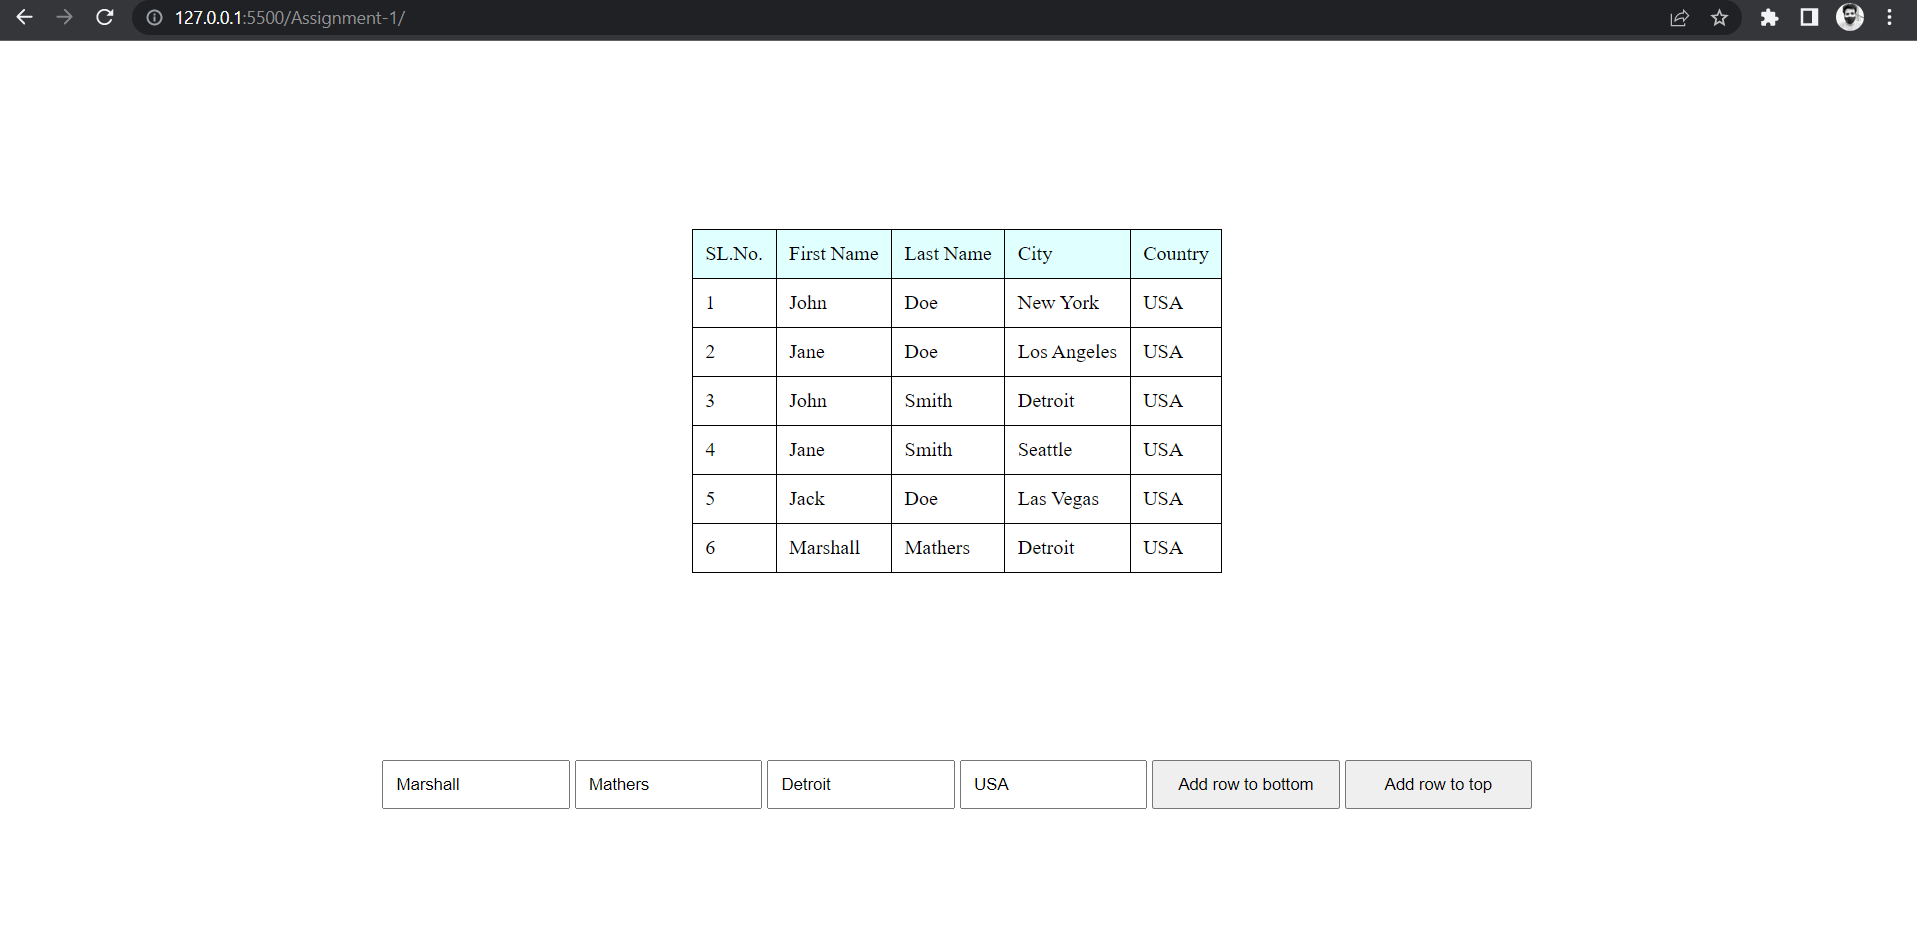 127.0.0.1:5500/Assignment-1/
SL.No. First Name Last Name City Country
1 John Doe New York USA
2 Jane Doe Los Angeles USA
3 John Smith Detroit USA
4 Jane Smith Seattle USA
5 Jack Doe Las Vegas USA
6 Marshall Mathers Detroit USA
Marshall Mathers Detroit USA Add row to bottom Add row to top